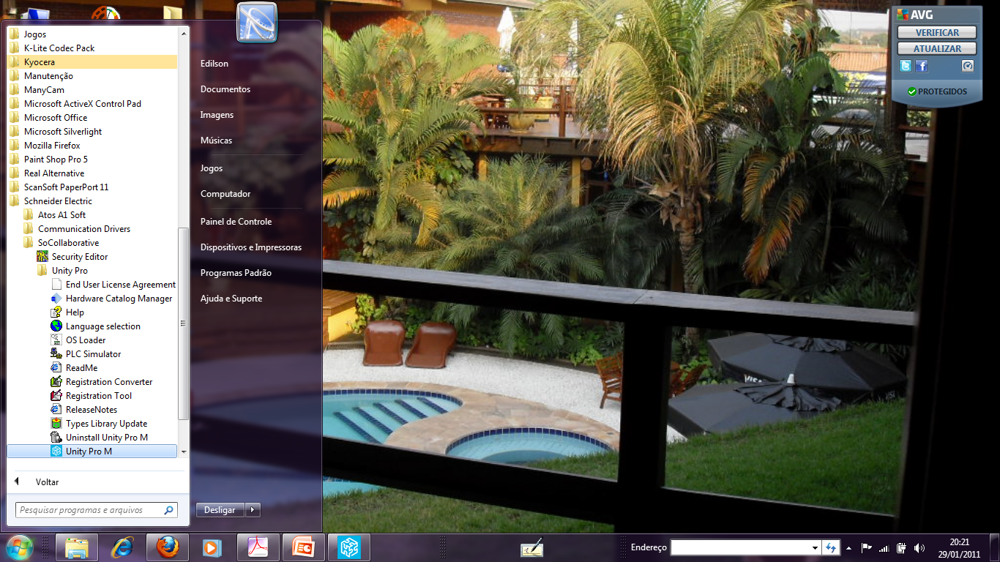 Jogos
K-Lite Codec Pack
Kyocera
Manutenção
ManyCam
Microsoft ActiveX Control Pad
Microsoft Office
Microsoft Silverlight
Mozilla Firefox
Paint Shop Pro 5
Real Alternative
ScanSoft PaperPort 11
Schneider Electric
Atos A1 Soft
Communication Drivers
SoCollaborative
Security Editor
Unity Pro
End User License Agreement
Hardware Catalog Manager
Help
Language selection
OS Loader
PLC Simulator
ReadMe
Registration Converter
Registration Tool
ReleaseNotes
Types Library Update
Uninstall Unity Pro M
Unity Pro M
Voltar
Pesquisar programas e arquivos
Edilson
Documentos
Imagens
Músicas
Jogos
Computador
Painel de Controle
Dispositivos e Impressoras
Programas Padrão
Ajuda e Suporte
Desligar
AVG
VERIFICAR
ATUALIZAR
PROTEGIDOS
VISA
Endereço
20:21
29/01/2011